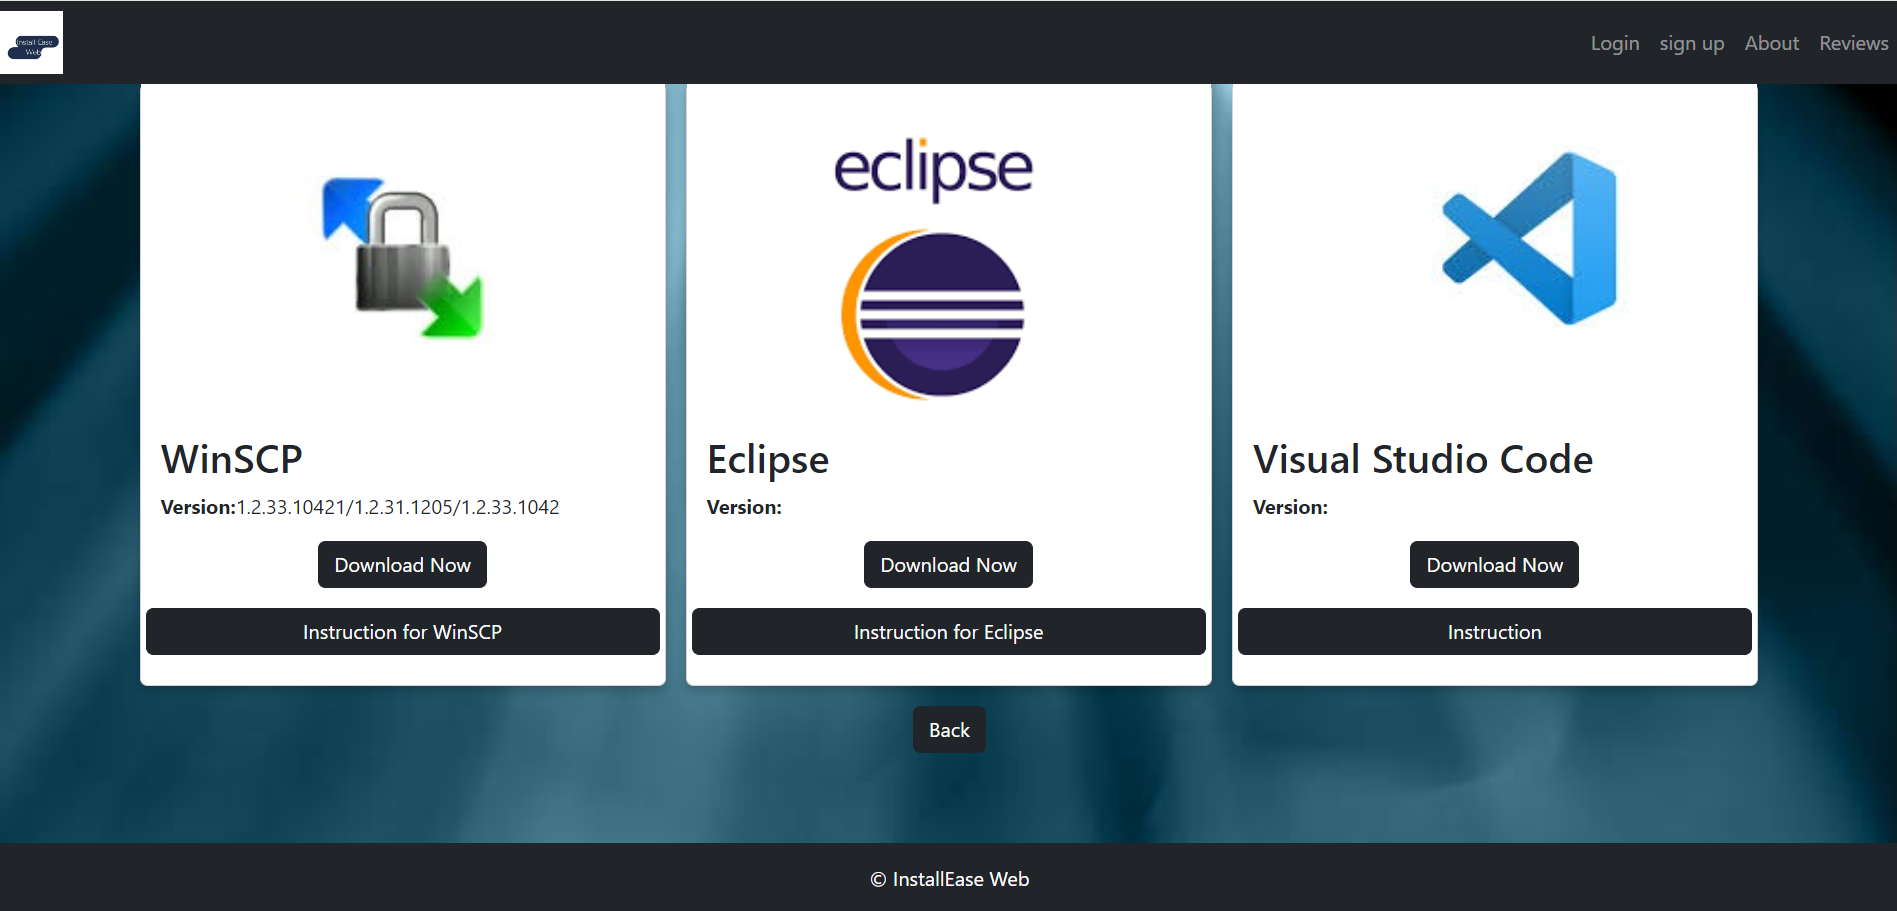 Install Ease
Web
Login sign up About Reviews
eclipse
WinSCP
Version:1.2.33.10421/1.2.31.1205/1.2.33.1042
Download Now
Instruction for WinSCP
Eclipse
Version:
Download Now
Instruction for Eclipse
Visual Studio Code
Version:
Download Now
Instruction
Back
© InstallEase Web